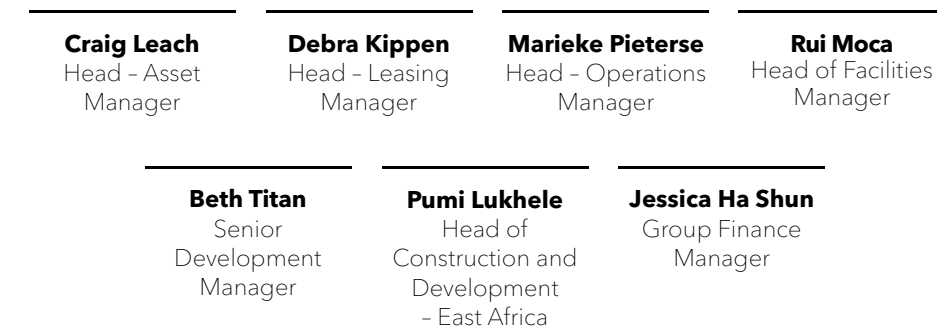 Craig Leach
Head – Asset
Manager
Debra Kippen
Head – Leasing
Manager
Marieke Pieterse
Head – Operations
Manager
Rui Moca
Head of Facilities
Manager
Beth Titan
Senior
Development
Manager
Pumi Lukhele
Head of
Construction and
Development
– East Africa
Jessica Ha Shun
Group Finance
Manager